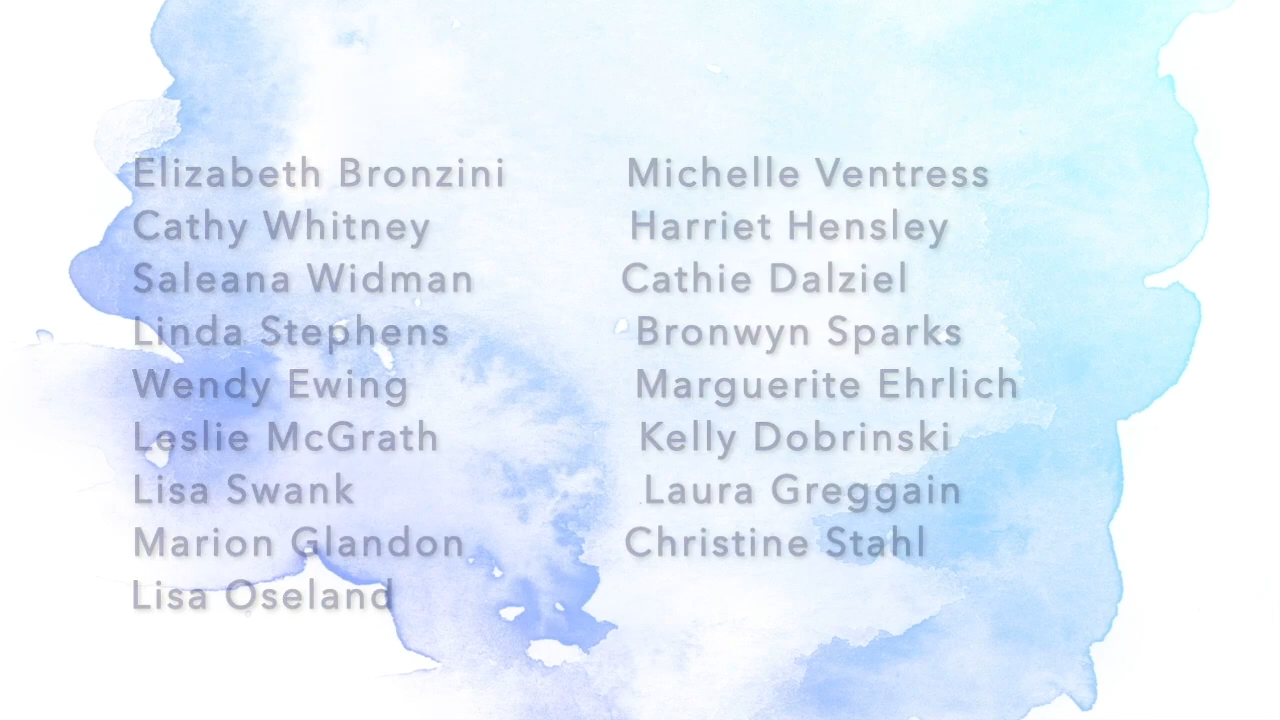 Elizabeth Bronzini
Cathy Whitney
Saleana Widman
Linda Stephens
Wendy Ewing
Leslie McGrath
Lisa Swank
Marion Glandon
Lisa Oseland
Michelle Ventress
Harriet Hensley
Cathie Dalziel
Bronwyn Sparks
Marguerite Ehrlich
Kelly Dobrinski
Laura Greggain
Christine Stahl